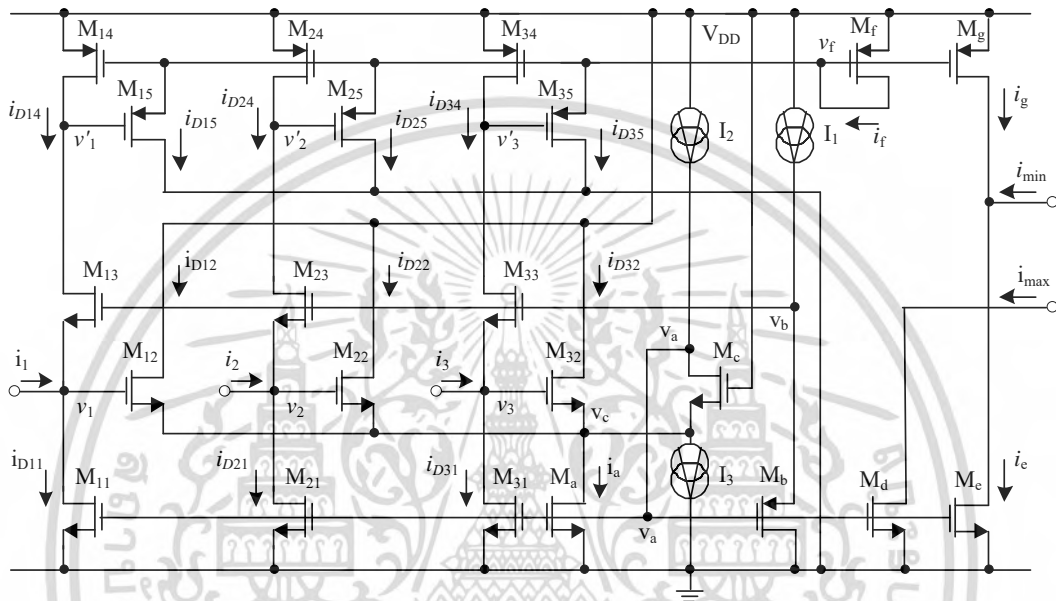 M14 M24 M34 VDD Mf Mg
vf
M15 M25 M35
iD14 iD15 iD24 iD25 iD34 iD35 I2 I1 if ig
v'1 v'2 v'3
imin
M13 iD12 M23 iD22 M33 iD32 imax
va vb
i1 M12 i2 M22 i3 M32 Mc
v1 v2 v3 vc
iD11 iD21 iD31 ia I3 ie
M11 M21 M31 Ma Mb Md Me
va